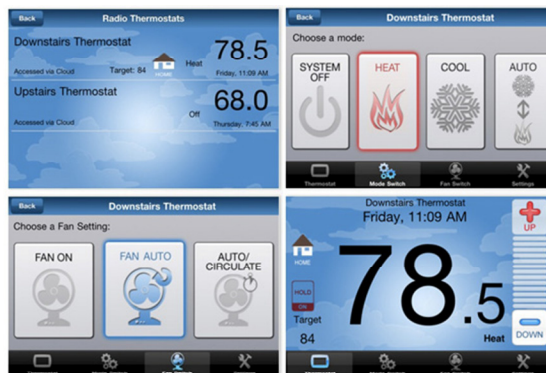 Back
Radio Thermostats
Downstairs Thermostat
78.5
Target: 84
HOME
Heat
Accessed via Cloud
Friday, 11:09 AM
Upstairs Thermostat
68.0
Off
Accessed via Cloud
Thursday, 7:45 AM
Back
Downstairs Thermostat
Choose a mode:
SYSTEM
OFF
HEAT
COOL
AUTO
Thermostat
Mode Switch
Fan Switch
Settings
Back
Downstairs Thermostat
Choose a Fan Setting:
FAN ON
FAN AUTO
AUTO/
CIRCULATE
Downstairs Thermostat
Friday, 11:09 AM
UP
HOME
78.5
HOLD
ON
Target
84
Heat
DOWN